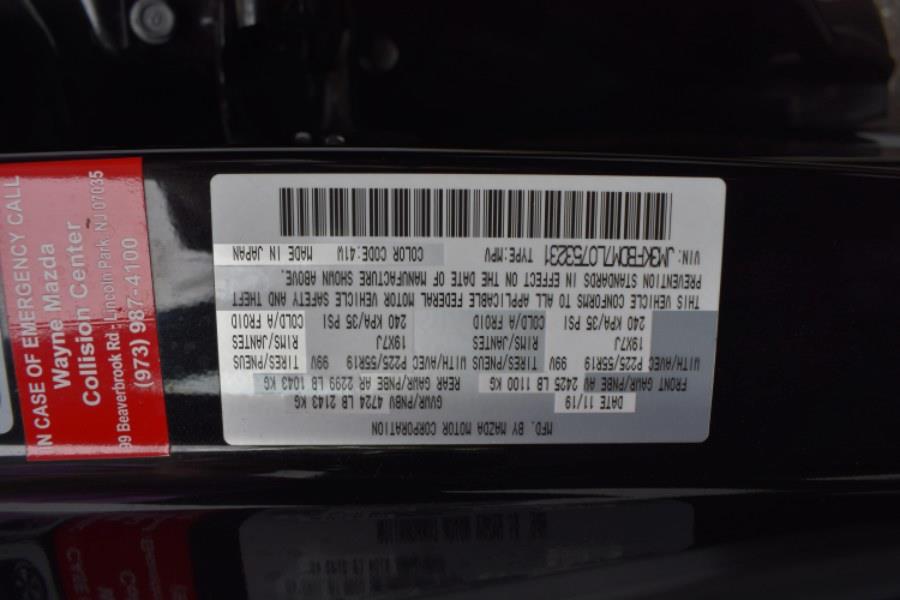 MFD. BY MAZDA MOTOR CORPORATION
DATE 11/19 GVWR/PNBV 4724 LB 2143 KG
FRONT GAWR/PNBE AV 2425 LB 1100 KG REAR GAWR/PNBE AR 2299 LB 1043 KG
WITH/AVEC P225/55R19 99V TIRES/PNEUS WITH/AVEC P225/55R19 99V TIRES/PNEUS
19X7J RIMS/JANTES 19X7J RIMS/JANTES
240 KPA/35 PSI COLD/A FROID 240 KPA/35 PSI COLD/A FROID
THIS VEHICLE CONFORMS TO ALL APPLICABLE FEDERAL MOTOR VEHICLE SAFETY AND THEFT
PREVENTION STANDARDS IN EFFECT ON THE DATE OF MANUFACTURE SHOWN ABOVE.
VIN: JM3KFBDM7L0753231 TYPE:MPV COLOR CODE:41W MADE IN JAPAN
IN CASE OF EMERGENCY CALL
Wayne Mazda
Collision Center
99 Beaverbrook Rd - Lincoln Park, NJ 07035
(973) 987-4100